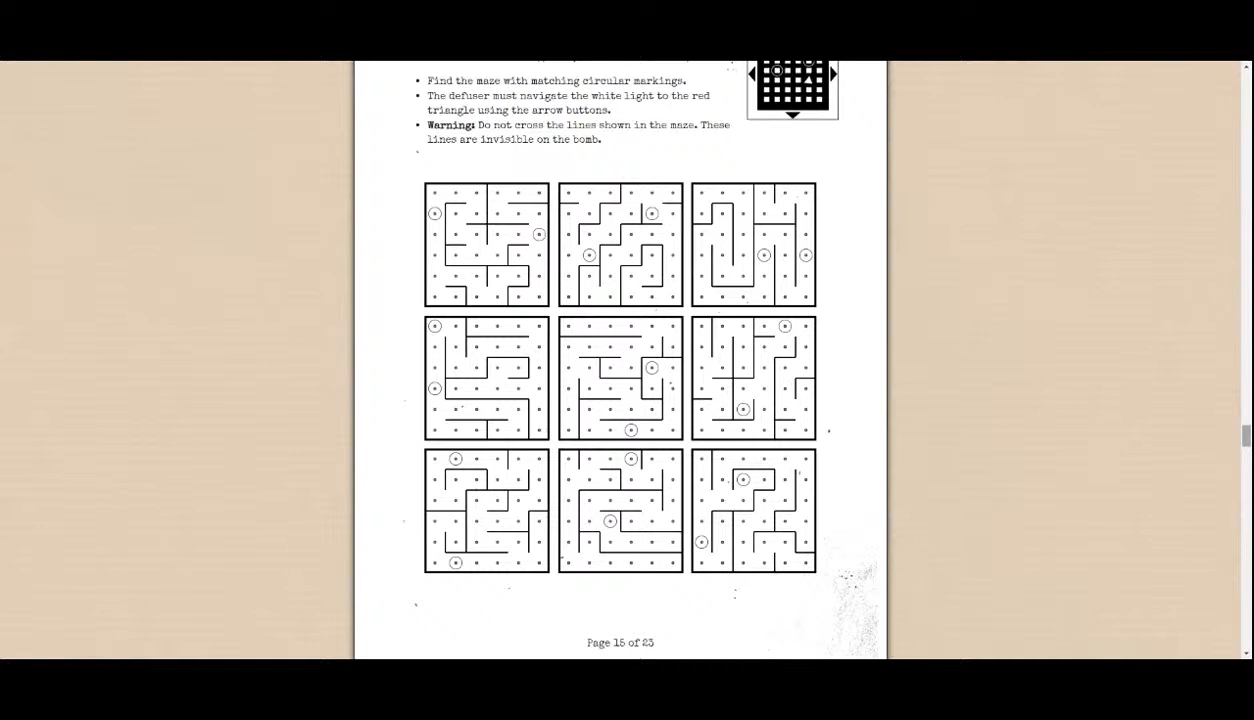 • Find the maze with matching circular markings.
• The defuser must navigate the white light to the red
triangle using the arrow buttons.
• Warning: Do not cross the lines shown in the maze. These
lines are invisible on the bomb.
Page 15 of 23